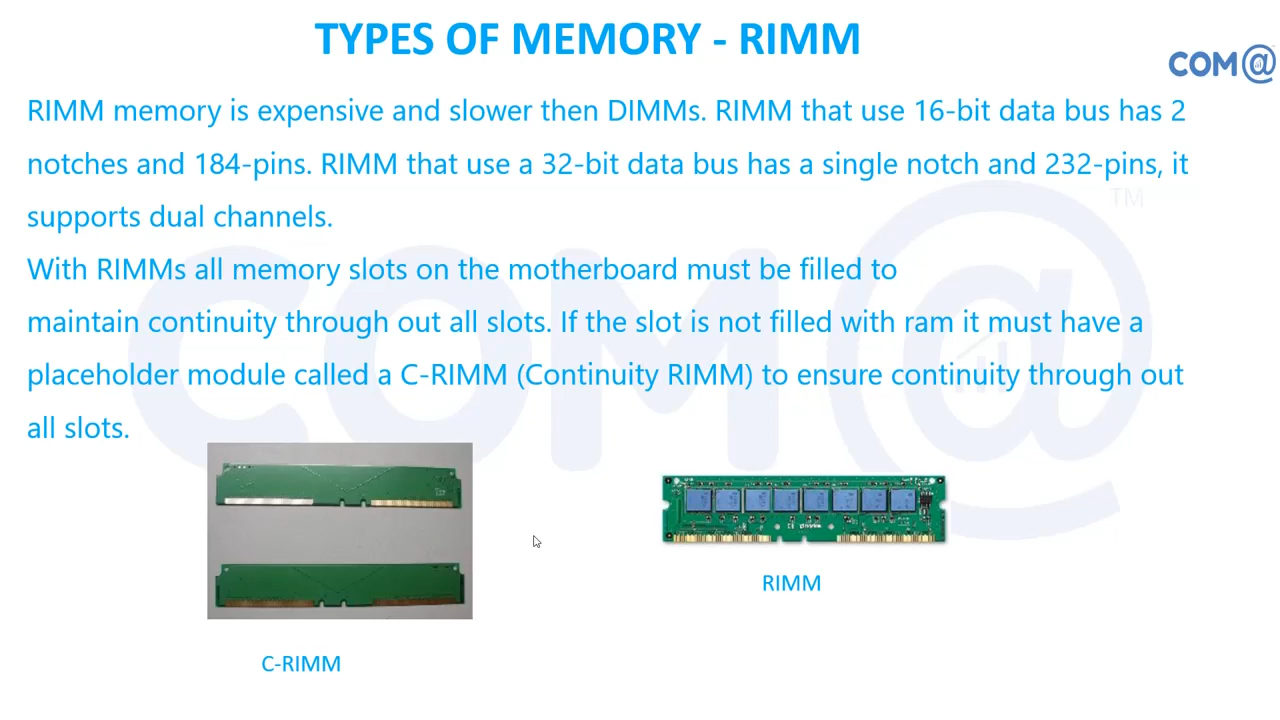 TYPES OF MEMORY - RIMM
COM@
RIMM memory is expensive and slower then DIMMs. RIMM that use 16-bit data bus has 2
notches and 184-pins. RIMM that use a 32-bit data bus has a single notch and 232-pins, it
supports dual channels.
TM
With RIMMs all memory slots on the motherboard must be filled to
maintain continuity through out all slots. If the slot is not filled with ram it must have a
placeholder module called a C-RIMM (Continuity RIMM) to ensure continuity through out
all slots.
COM@
RIMM
C-RIMM